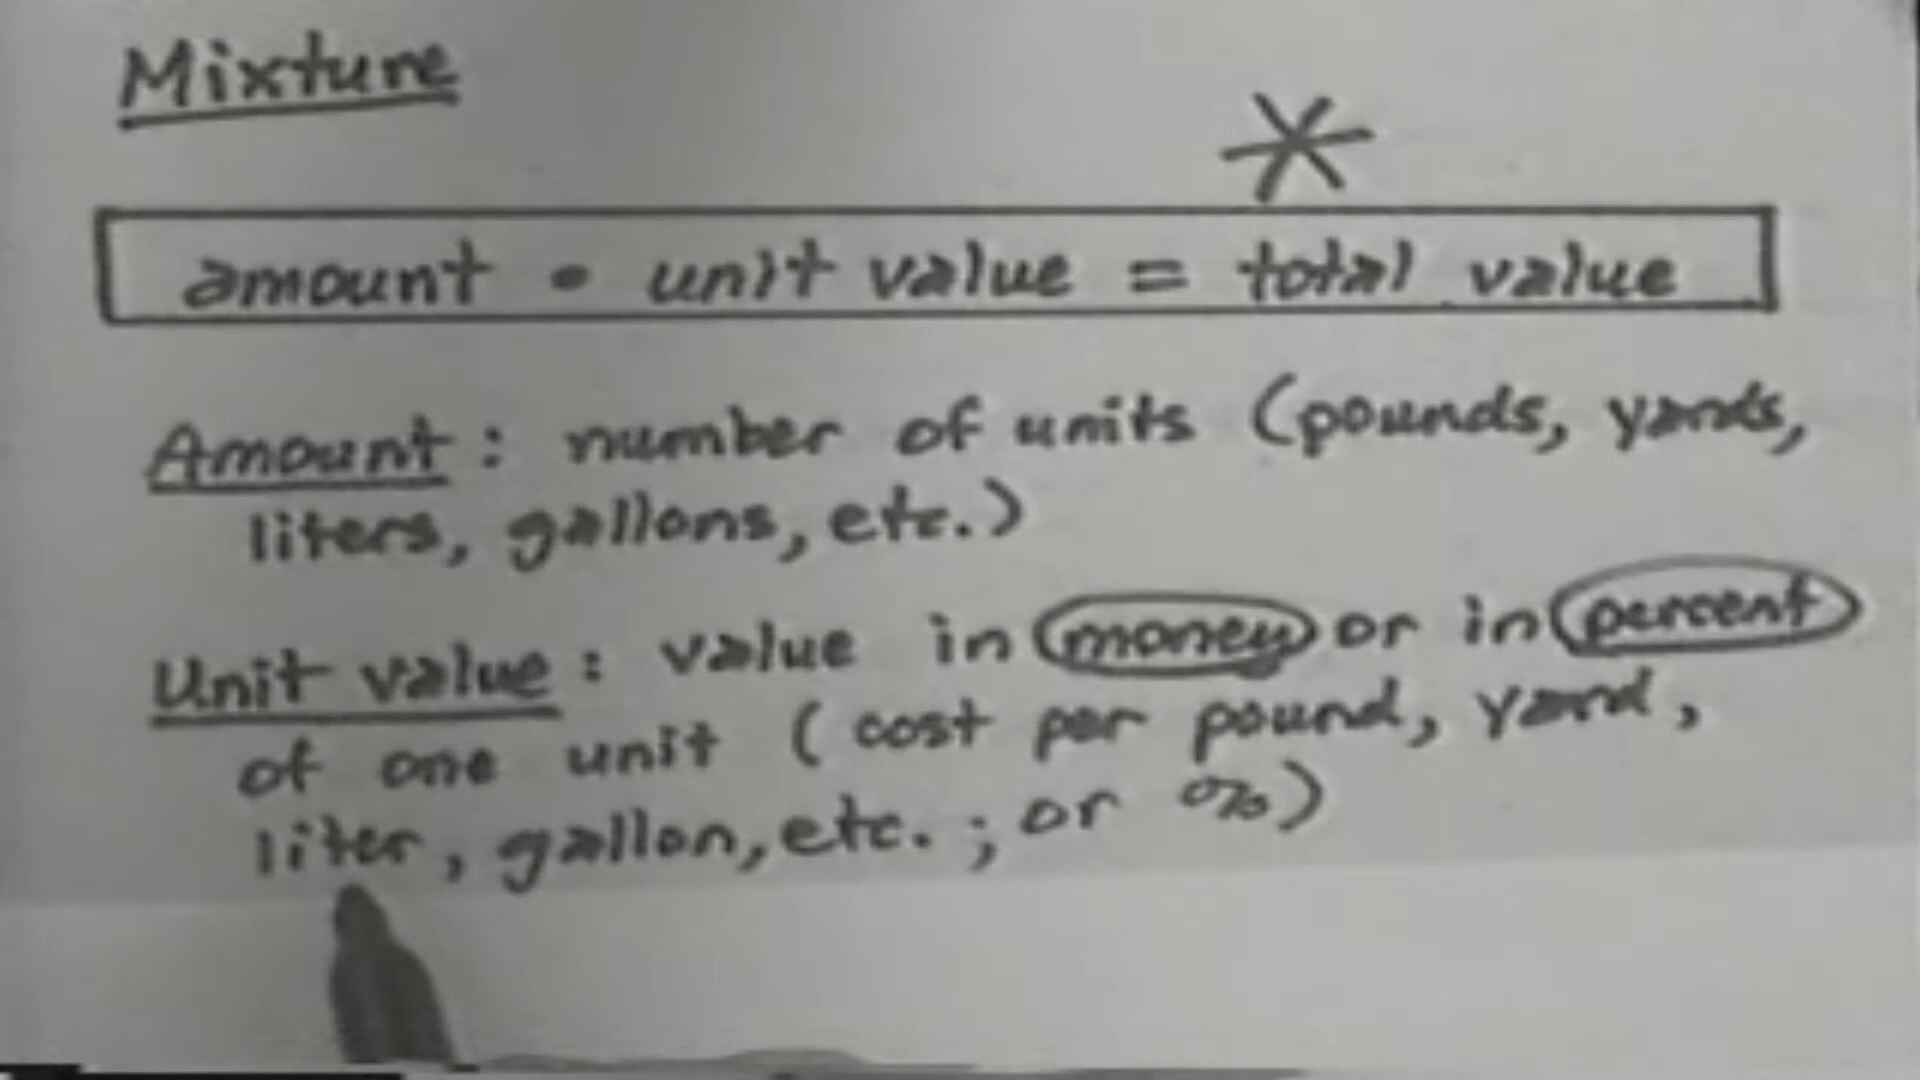 Mixture
*
amount • unit value = total value
Amount: number of units (pounds, yards,
liters, gallons, etc.)
Unit value: value in money or in percent
of one unit (cost per pound, yard,
liter, gallon, etc.; or %)